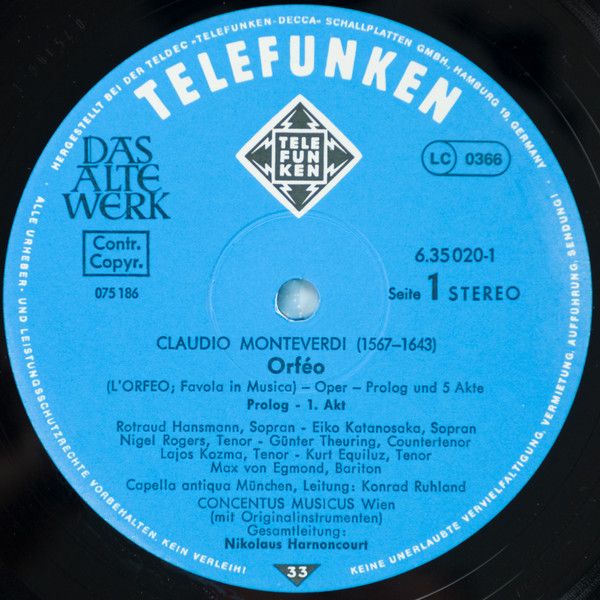 HERGESTELLT BEI DER TELDEC »TELEFUNKEN-DECCA« SCHALLPLATTEN GMBH, HAMBURG 19, GERMANY
TELEFUNKEN
TELE
FUN
KEN
DAS
ALTE
WERK
LC 0366
Contr.
Copyr.
6.35020-1
075186
Seite 1 STEREO
CLAUDIO MONTEVERDI (1567–1643)
Orféo
(L'ORFEO; Favola in Musica) – Oper – Prolog und 5 Akte
Prolog - 1. Akt
Rotraud Hansmann, Sopran - Eiko Katanosaka, Sopran
Nigel Rogers, Tenor - Günter Theuring, Countertenor
Lajos Kozma, Tenor - Kurt Equiluz, Tenor
Max von Egmond, Bariton
Capella antiqua München, Leitung: Konrad Ruhland
CONCENTUS MUSICUS Wien
(mit Originalinstrumenten)
Gesamtleitung:
Nikolaus Harnoncourt
33
ALLE URHEBER- UND LEISTUNGSSCHUTZRECHTE VORBEHALTEN. KEIN VERLEIH!
KEINE UNERLAUBTE VERVIELFÄLTIGUNG, VERMIETUNG, AUFFÜHRUNG, SENDUNG!